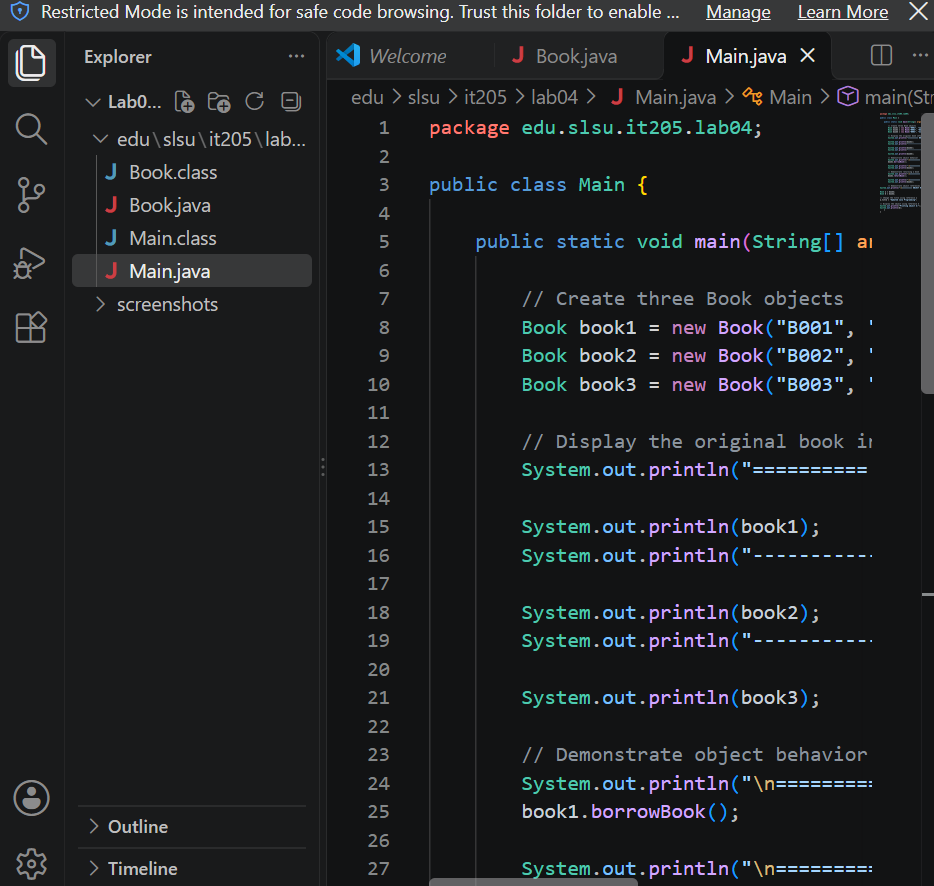 Restricted Mode is intended for safe code browsing. Trust this folder to enable ... Manage Learn More
Explorer
Lab0...
edu\slsu\it205\lab...
Book.class
Book.java
Main.class
Main.java
screenshots
Outline
Timeline
Welcome
Book.java
Main.java
edu > slsu > it205 > lab04 > Main.java > Main > main(Str
1 package edu.slsu.it205.lab04;
2
3 public class Main {
4
5 public static void main(String[] ar
6
7 // Create three Book objects
8 Book book1 = new Book("B001", "
9 Book book2 = new Book("B002", "
10 Book book3 = new Book("B003", "
11
12 // Display the original book in
13 System.out.println("==========
14
15 System.out.println(book1);
16 System.out.println("-----------
17
18 System.out.println(book2);
19 System.out.println("-----------
20
21 System.out.println(book3);
22
23 // Demonstrate object behavior
24 System.out.println("\n=========
25 book1.borrowBook();
26
27 System.out.println("\n=========